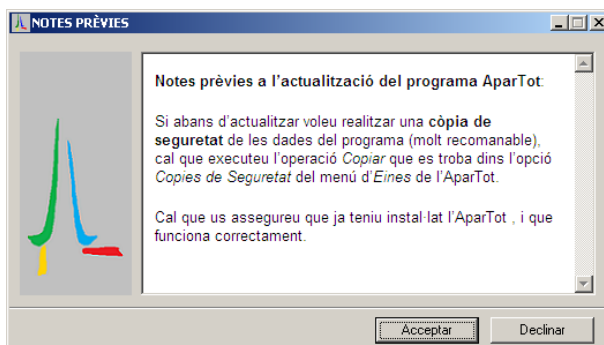 NOTES PRÈVIES
Notes prèvies a l'actualització del programa AparTot:
Si abans d'actualitzar voleu realitzar una còpia de
seguretat de les dades del programa (molt recomanable),
cal que executeu l'operació Copiar que es troba dins l'opció
Copies de Seguretat del menú d'Eines de l'AparTot.
Cal que us assegureu que ja teniu instal·lat l'AparTot , i que
funciona correctament.
Acceptar
Declinar